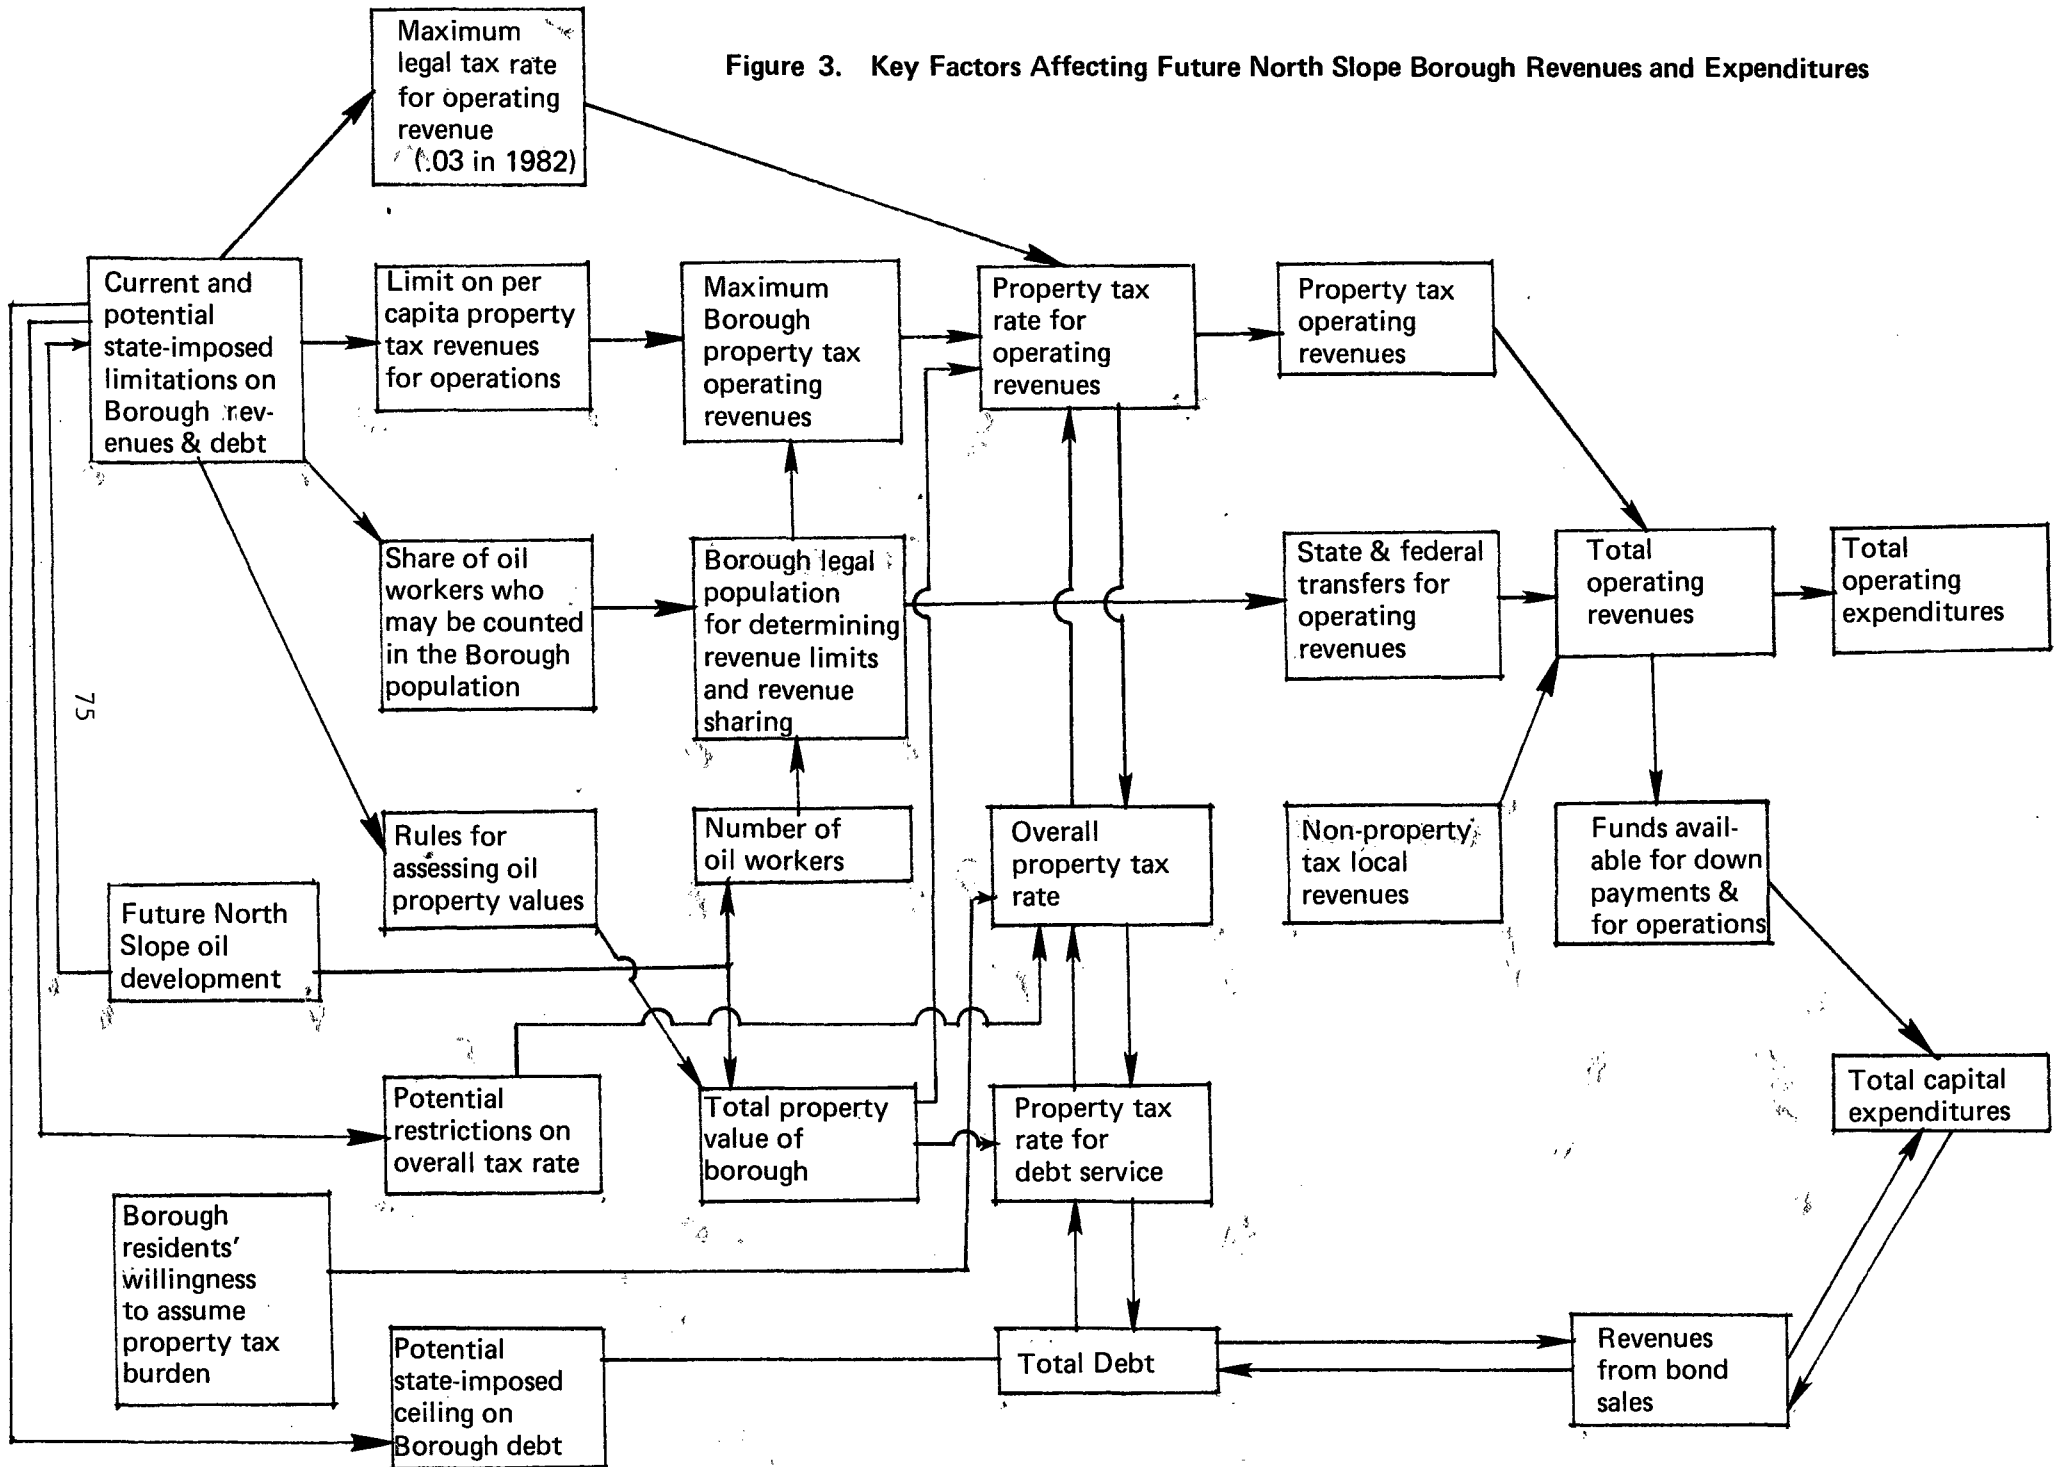 Figure 3. Key Factors Affecting Future North Slope Borough Revenues and Expenditures
Maximum
legal tax rate
for operating
revenue
(.03 in 1982)
Current and
potential
state-imposed
limitations on
Borough rev-
enues & debt
Limit on per
capita property
tax revenues
for operations
Maximum
Borough
property tax
operating
revenues
Property tax
rate for
operating
revenues
Property tax
operating
revenues
Share of oil
workers who
may be counted
in the Borough
population
Borough legal
population
for determining
revenue limits
and revenue
sharing
State & federal
transfers for
operating
revenues
Total
operating
revenues
Total
operating
expenditures
75
Rules for
assessing oil
property values
Number of
oil workers
Overall
property tax
rate
Non-property
tax local
revenues
Funds avail-
able for down
payments &
for operations
Future North
Slope oil
development
Potential
restrictions on
overall tax rate
Total property
value of
borough
Property tax
rate for
debt service
Total capital
expenditures
Borough
residents'
willingness
to assume
property tax
burden
Potential
state-imposed
ceiling on
Borough debt
Total Debt
Revenues
from bond
sales